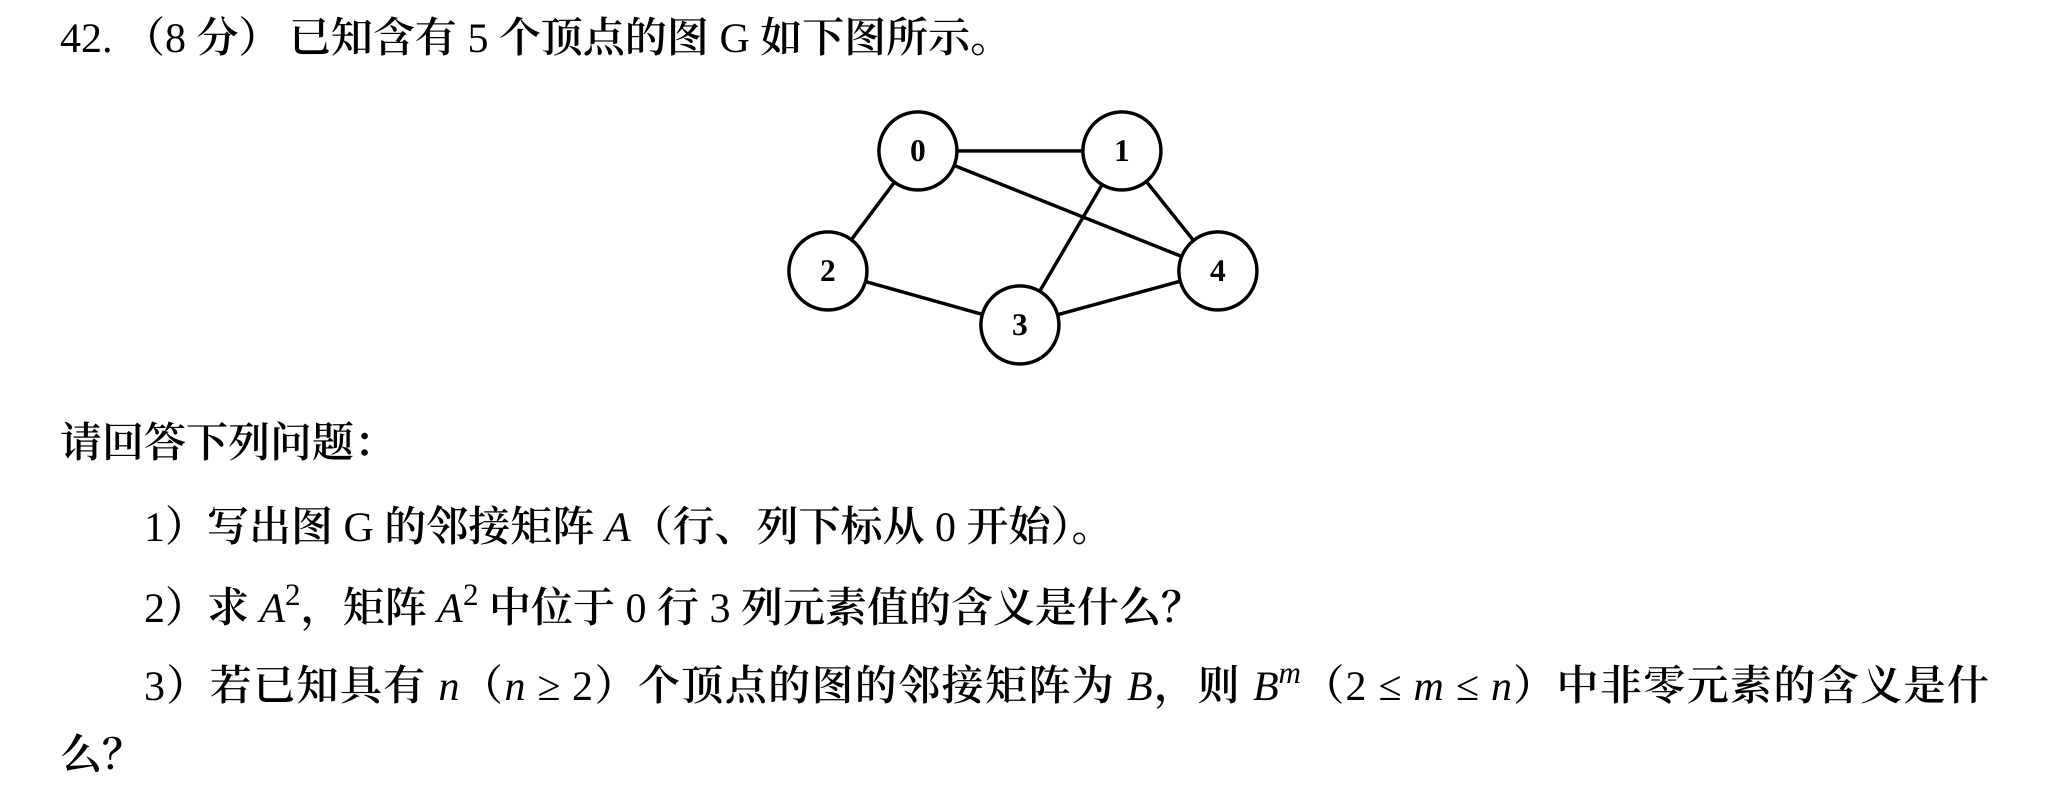 42. （8 分） 已知含有 5 个顶点的图 G 如下图所示。
0 1
2 4
3
请回答下列问题：
1）写出图 G 的邻接矩阵 A（行、列下标从 0 开始）。
2）求 A²，矩阵 A² 中位于 0 行 3 列元素值的含义是什么？
3）若已知具有 n（n ≥ 2）个顶点的图的邻接矩阵为 B，则 Bᵐ（2 ≤ m ≤ n）中非零元素的含义是什
么？